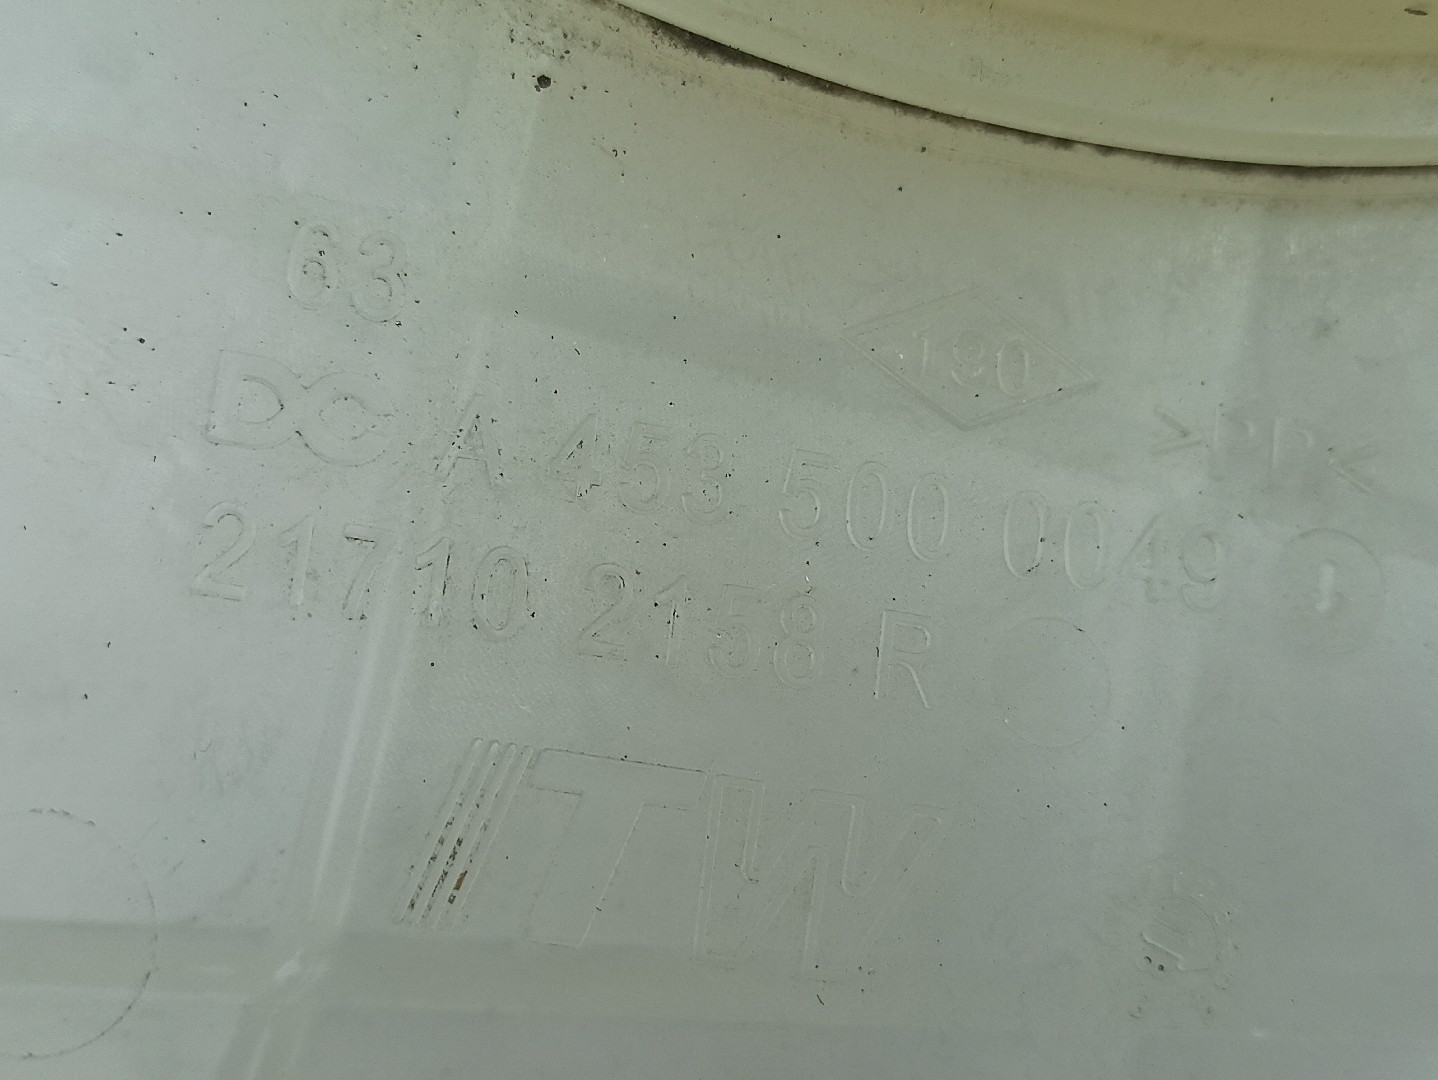 63
190
>PP<
DC A 453 500 0049
21710 2158 R
ITW